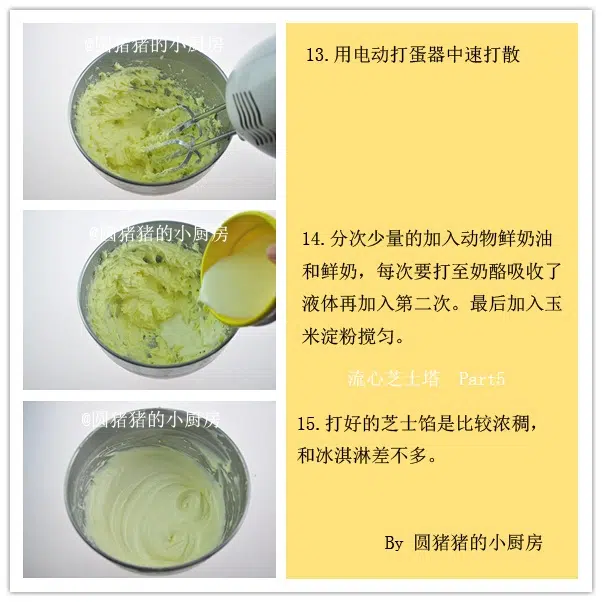 @圆猪猪的小厨房
13.用电动打蛋器中速打散
@圆猪猪的小厨房
14.分次少量的加入动物鲜奶油
和鲜奶，每次要打至奶酪吸收了
液体再加入第二次。最后加入玉
米淀粉搅匀。
流心芝士塔 Part5
@圆猪猪的小厨房
15.打好的芝士馅是比较浓稠，
和冰淇淋差不多。
By 圆猪猪的小厨房